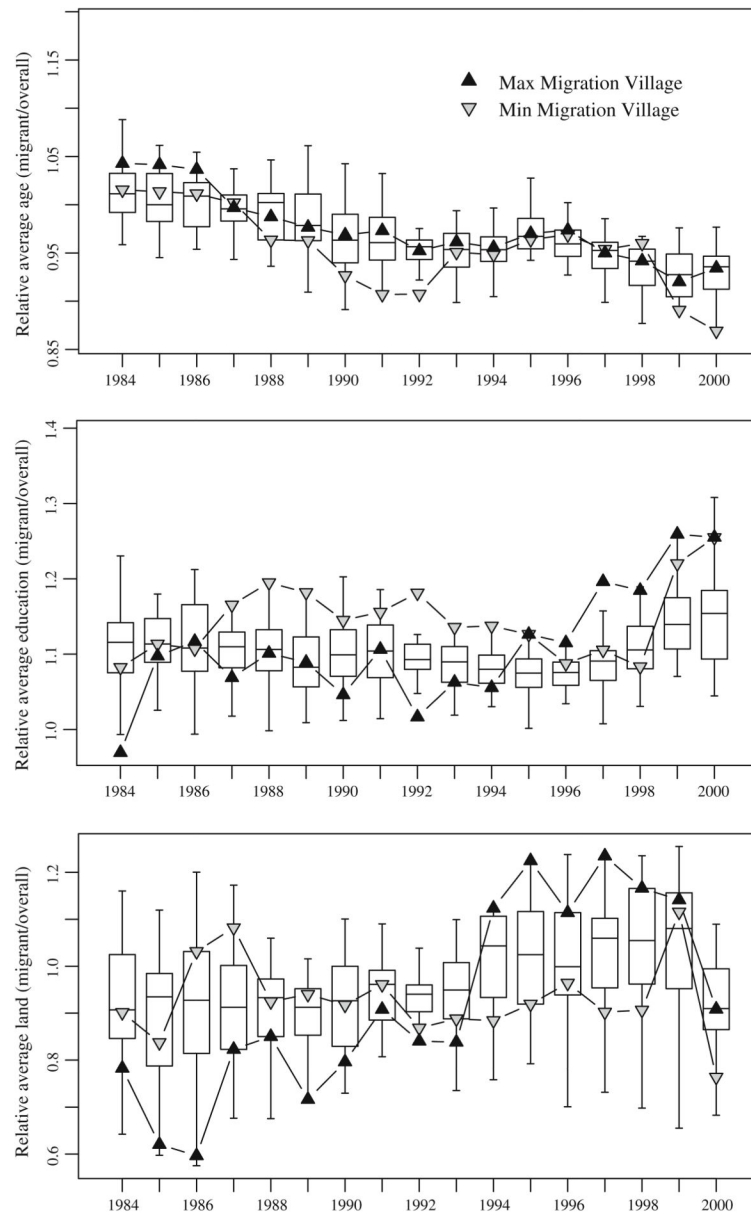 Relative average age (migrant/overall)
1.15
1.05
0.95
0.85
Max Migration Village
Min Migration Village
1984 1986 1988 1990 1992 1994 1996 1998 2000
Relative average education (migrant/overall)
1.4
1.3
1.2
1.1
1.0
1984 1986 1988 1990 1992 1994 1996 1998 2000
Relative average land (migrant/overall)
1.2
1.0
0.8
0.6
1984 1986 1988 1990 1992 1994 1996 1998 2000